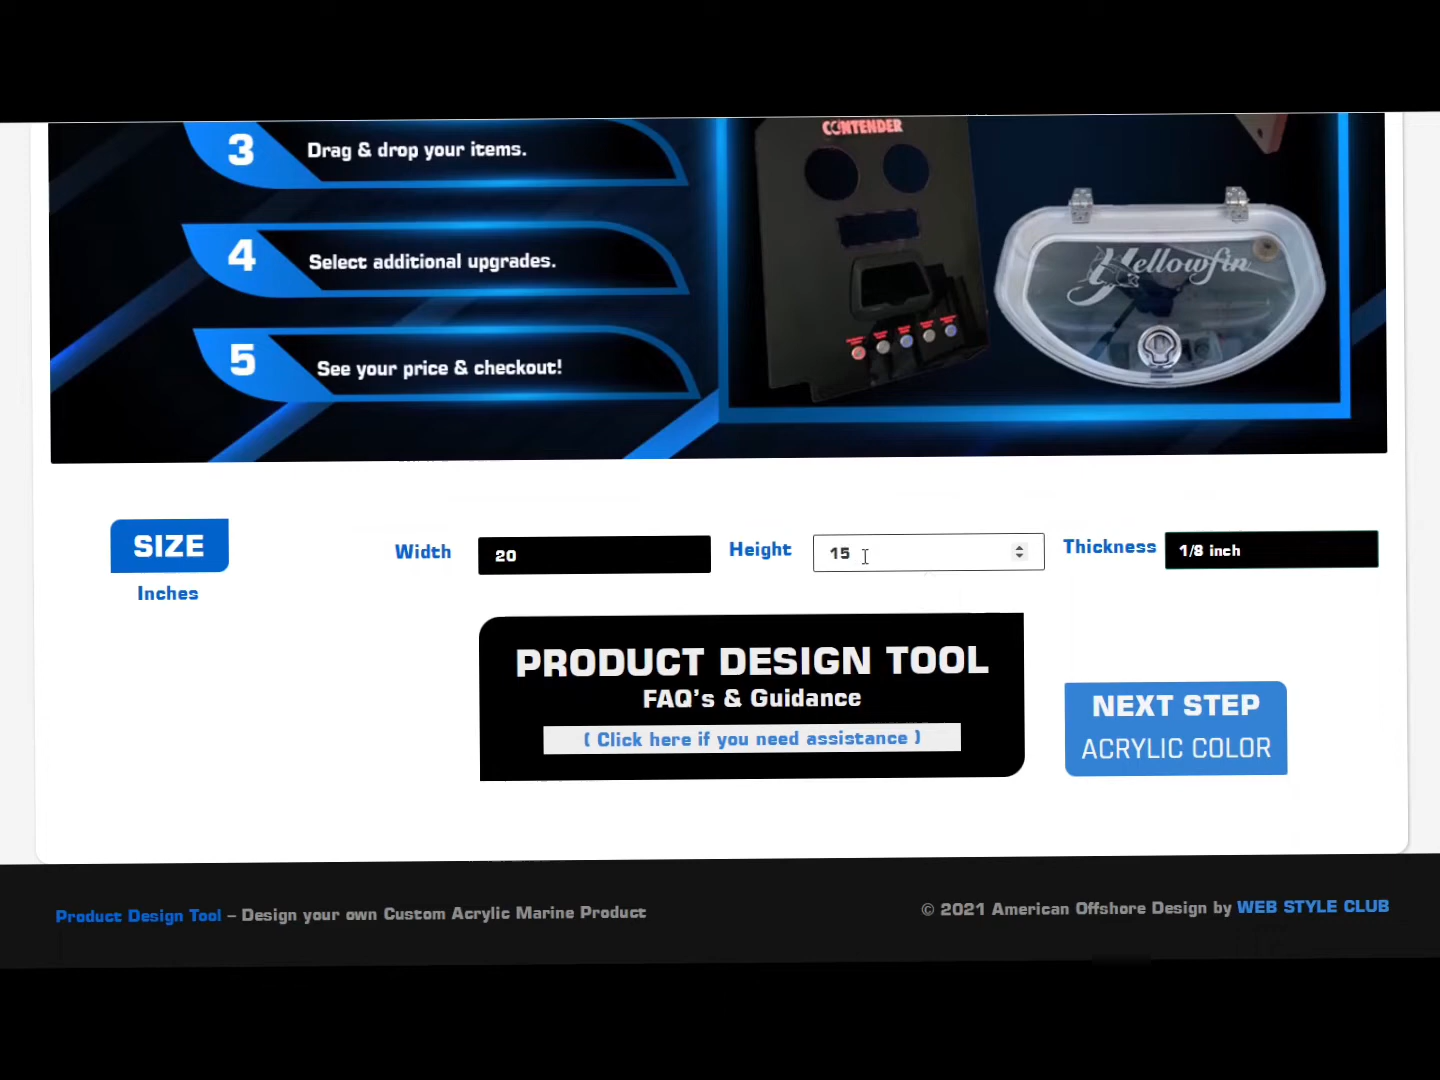 CONTENDER
3 Drag & drop your items.
4 Select additional upgrades.
Yellowfin
5 See your price & checkout!
SIZE
Inches
Width 20 Height 15 Thickness 1/8 inch
PRODUCT DESIGN TOOL
FAQ's & Guidance
( Click here if you need assistance )
NEXT STEP
ACRYLIC COLOR
Product Design Tool – Design your own Custom Acrylic Marine Product
© 2021 American Offshore Design by WEB STYLE CLUB